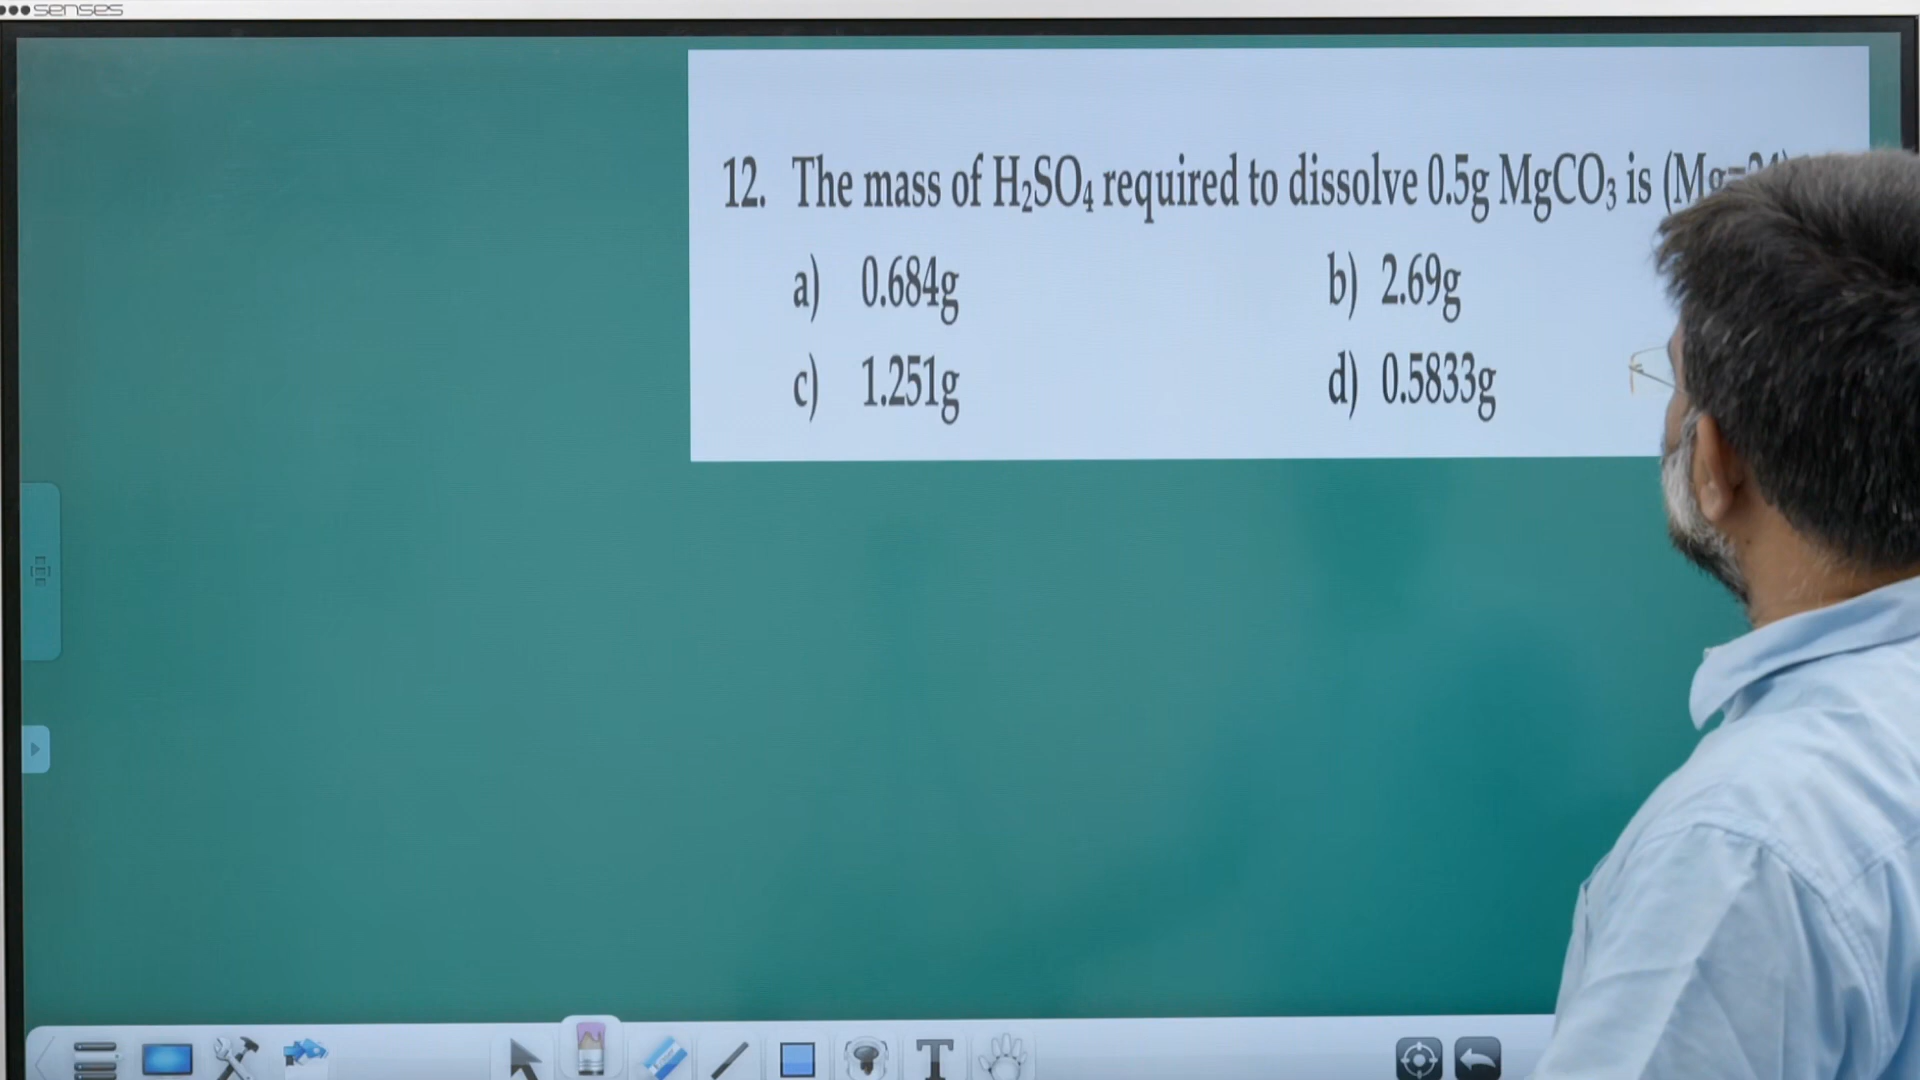 senses
12. The mass of H₂SO₄ required to dissolve 0.5g MgCO₃ is (Mg=24)
a) 0.684g b) 2.69g
c) 1.251g d) 0.5833g
T